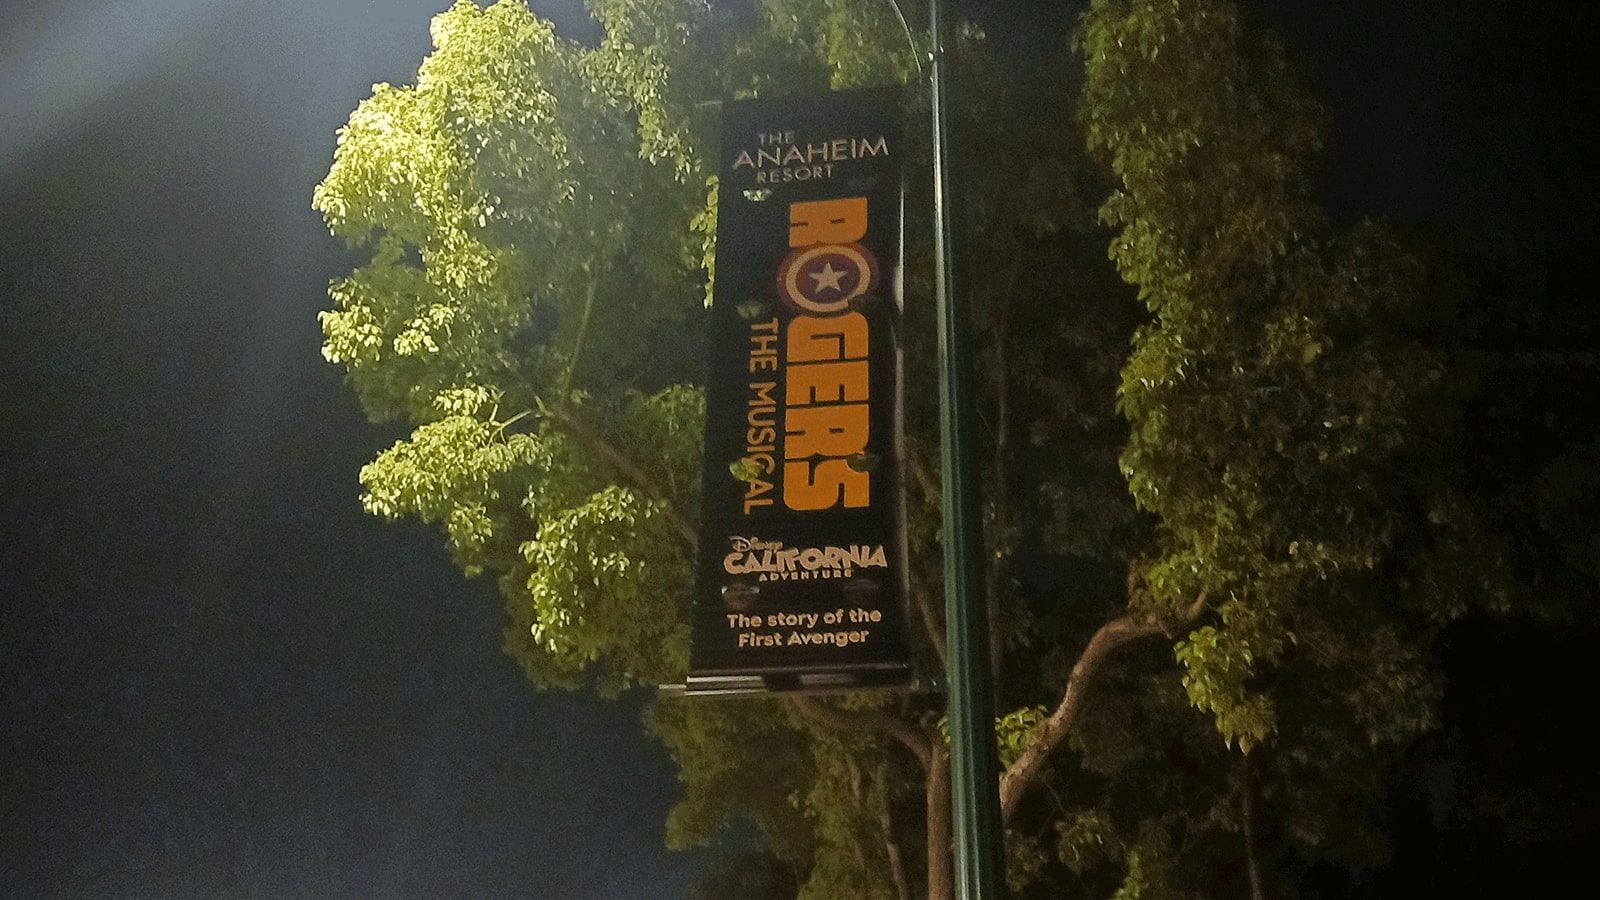 THE
ANAHEIM
RESORT
ROGERS
THE MUSICAL
Disney
CALIFORNIA
ADVENTURE
The story of the
First Avenger